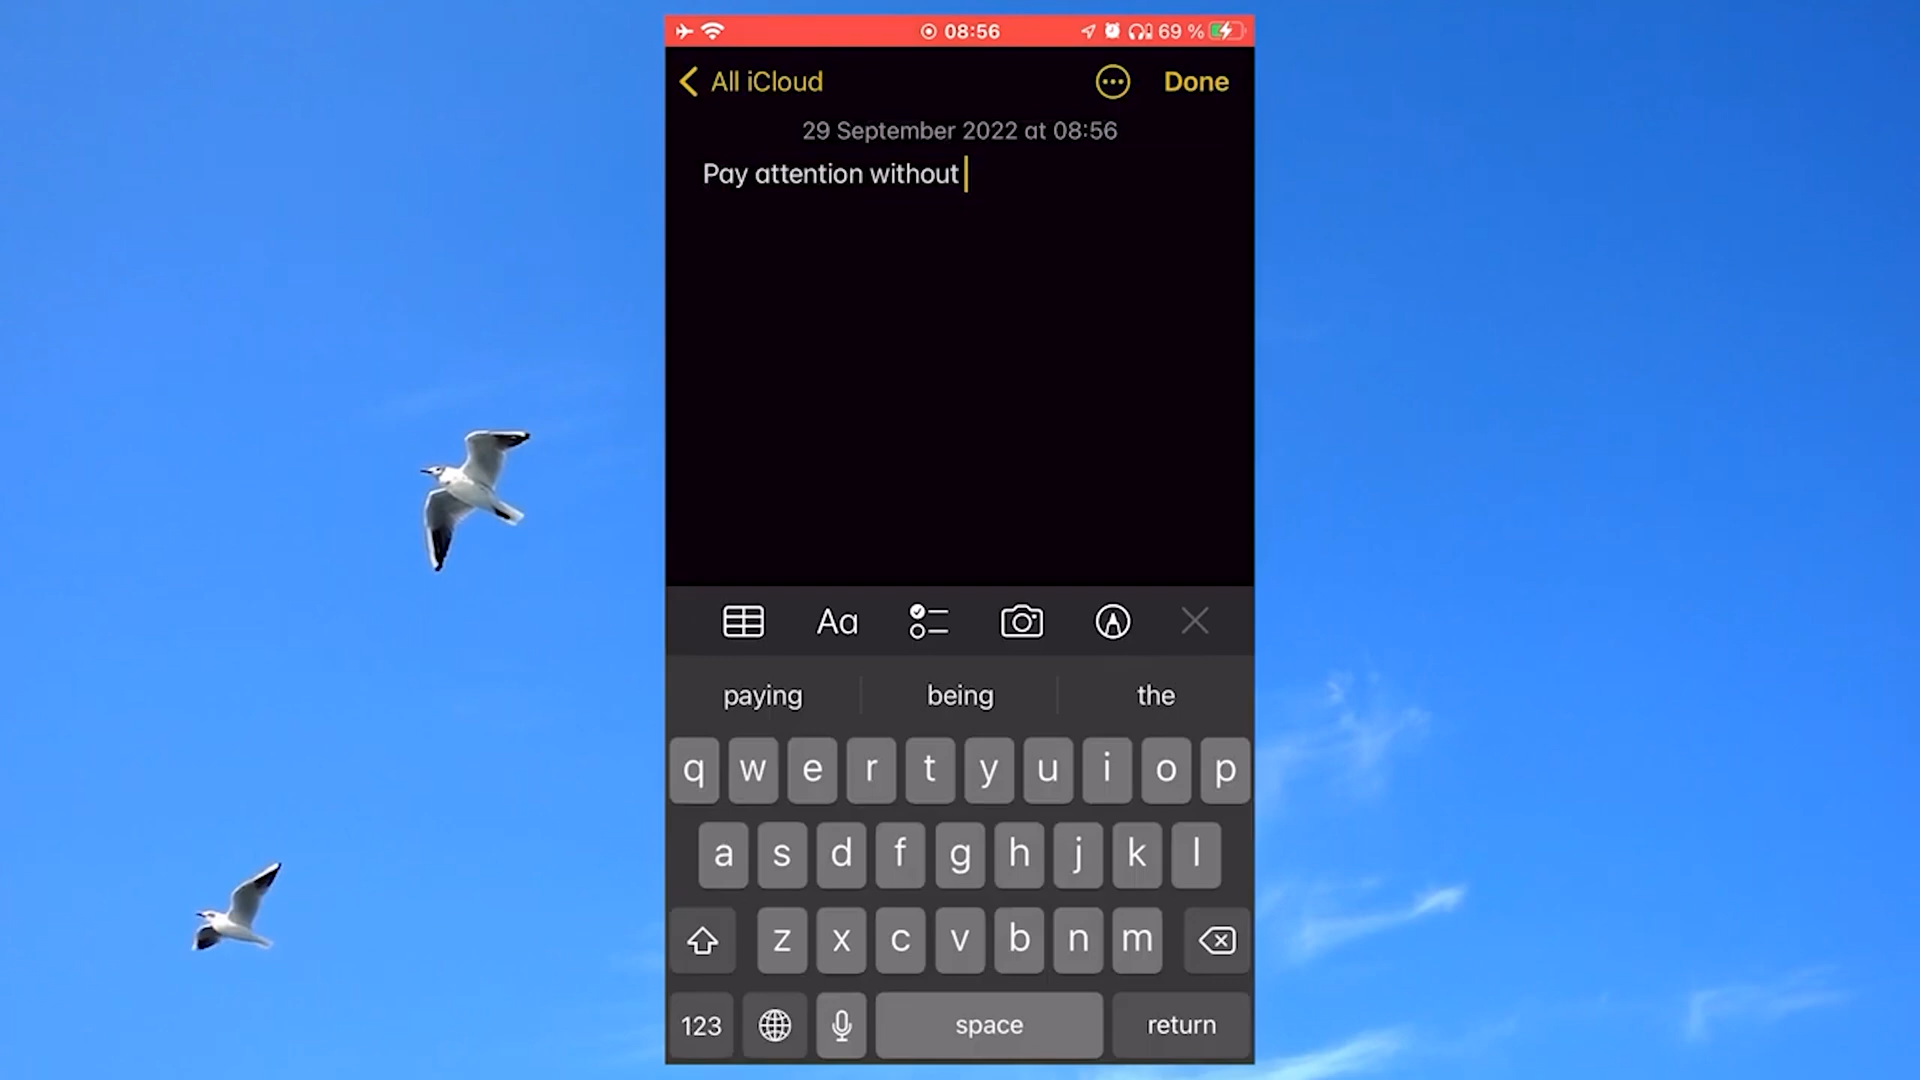 08:56 69 %
All iCloud Done
29 September 2022 at 08:56
Pay attention without
Aa
paying being the
q w e r t y u i o p
a s d f g h j k l
z x c v b n m
123 space return